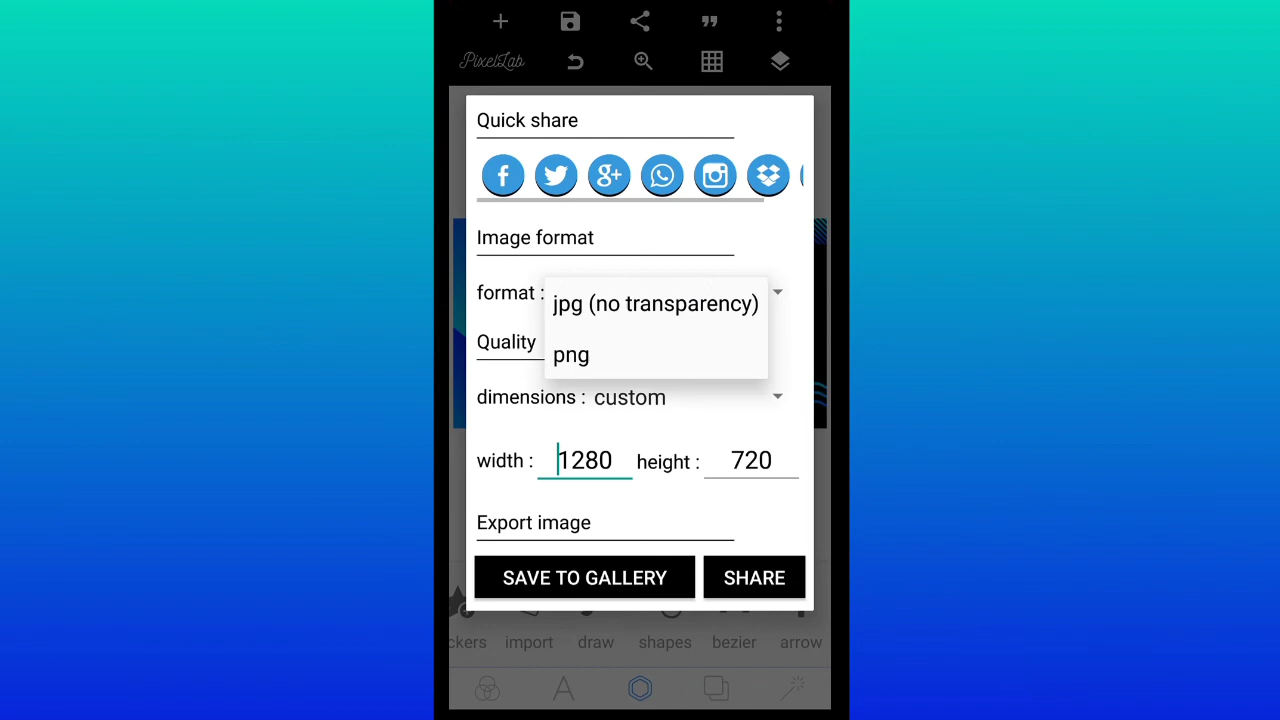 PixelLab
Quick share
Image format
format :
jpg (no transparency)
png
Quality
dimensions : custom
width : 1280 height : 720
Export image
SAVE TO GALLERY SHARE
ckers import draw shapes bezier arrow